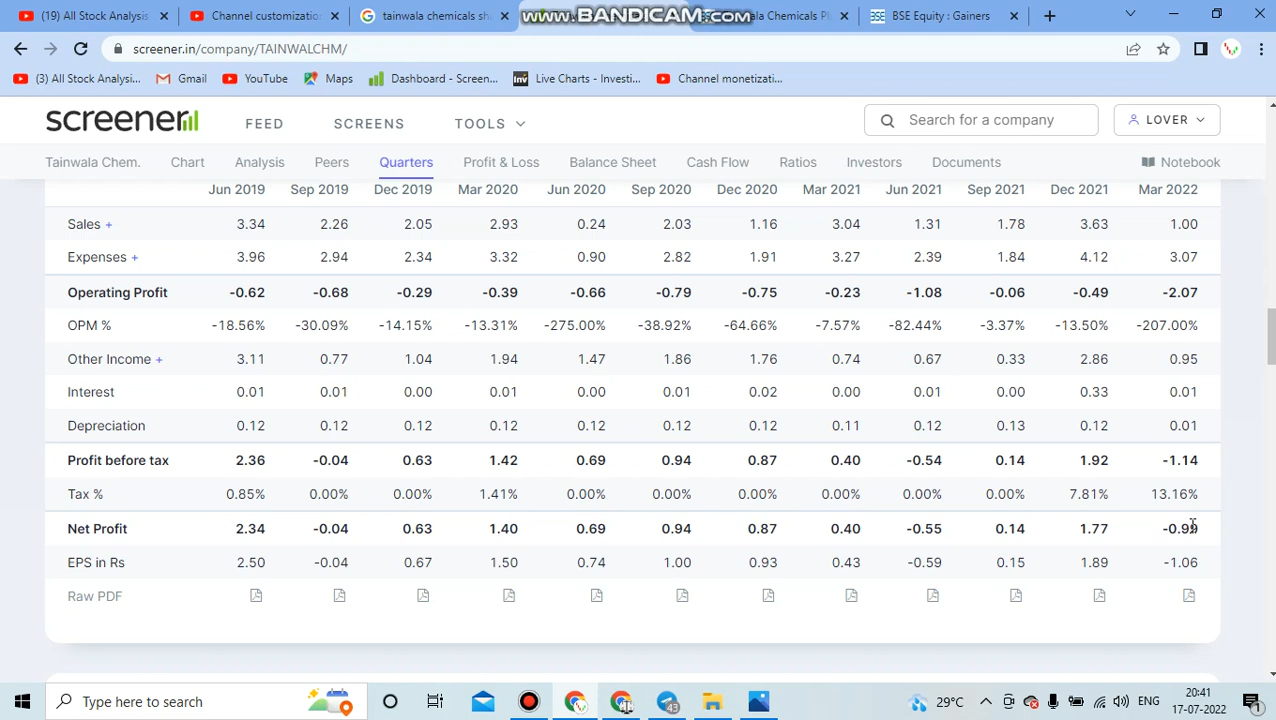 (19) All Stock Analysis
Channel customization
tainwala chemicals sh
WWW.BANDICAM.COM
Chemicals Pl
BSE Equity : Gainers
screener.in/company/TAINWALCHM/
(3) All Stock Analysi...
Gmail
YouTube
Maps
Dashboard - Screen...
Inv
Live Charts - Investi...
Channel monetizati...
screener
FEED
SCREENS
TOOLS
Search for a company
LOVER
Tainwala Chem.
Chart
Analysis
Peers
Quarters
Profit & Loss
Balance Sheet
Cash Flow
Ratios
Investors
Documents
Notebook
Jun 2019 Sep 2019 Dec 2019 Mar 2020 Jun 2020 Sep 2020 Dec 2020 Mar 2021 Jun 2021 Sep 2021 Dec 2021 Mar 2022
Sales + 3.34 2.26 2.05 2.93 0.24 2.03 1.16 3.04 1.31 1.78 3.63 1.00
Expenses + 3.96 2.94 2.34 3.32 0.90 2.82 1.91 3.27 2.39 1.84 4.12 3.07
Operating Profit -0.62 -0.68 -0.29 -0.39 -0.66 -0.79 -0.75 -0.23 -1.08 -0.06 -0.49 -2.07
OPM % -18.56% -30.09% -14.15% -13.31% -275.00% -38.92% -64.66% -7.57% -82.44% -3.37% -13.50% -207.00%
Other Income + 3.11 0.77 1.04 1.94 1.47 1.86 1.76 0.74 0.67 0.33 2.86 0.95
Interest 0.01 0.01 0.00 0.01 0.00 0.01 0.02 0.00 0.01 0.00 0.33 0.01
Depreciation 0.12 0.12 0.12 0.12 0.12 0.12 0.12 0.11 0.12 0.13 0.12 0.01
Profit before tax 2.36 -0.04 0.63 1.42 0.69 0.94 0.87 0.40 -0.54 0.14 1.92 -1.14
Tax % 0.85% 0.00% 0.00% 1.41% 0.00% 0.00% 0.00% 0.00% 0.00% 0.00% 7.81% 13.16%
Net Profit 2.34 -0.04 0.63 1.40 0.69 0.94 0.87 0.40 -0.55 0.14 1.77 -0.99
EPS in Rs 2.50 -0.04 0.67 1.50 0.74 1.00 0.93 0.43 -0.59 0.15 1.89 -1.06
Raw PDF
Type here to search
43
29°C
ENG
20:41
17-07-2022
1